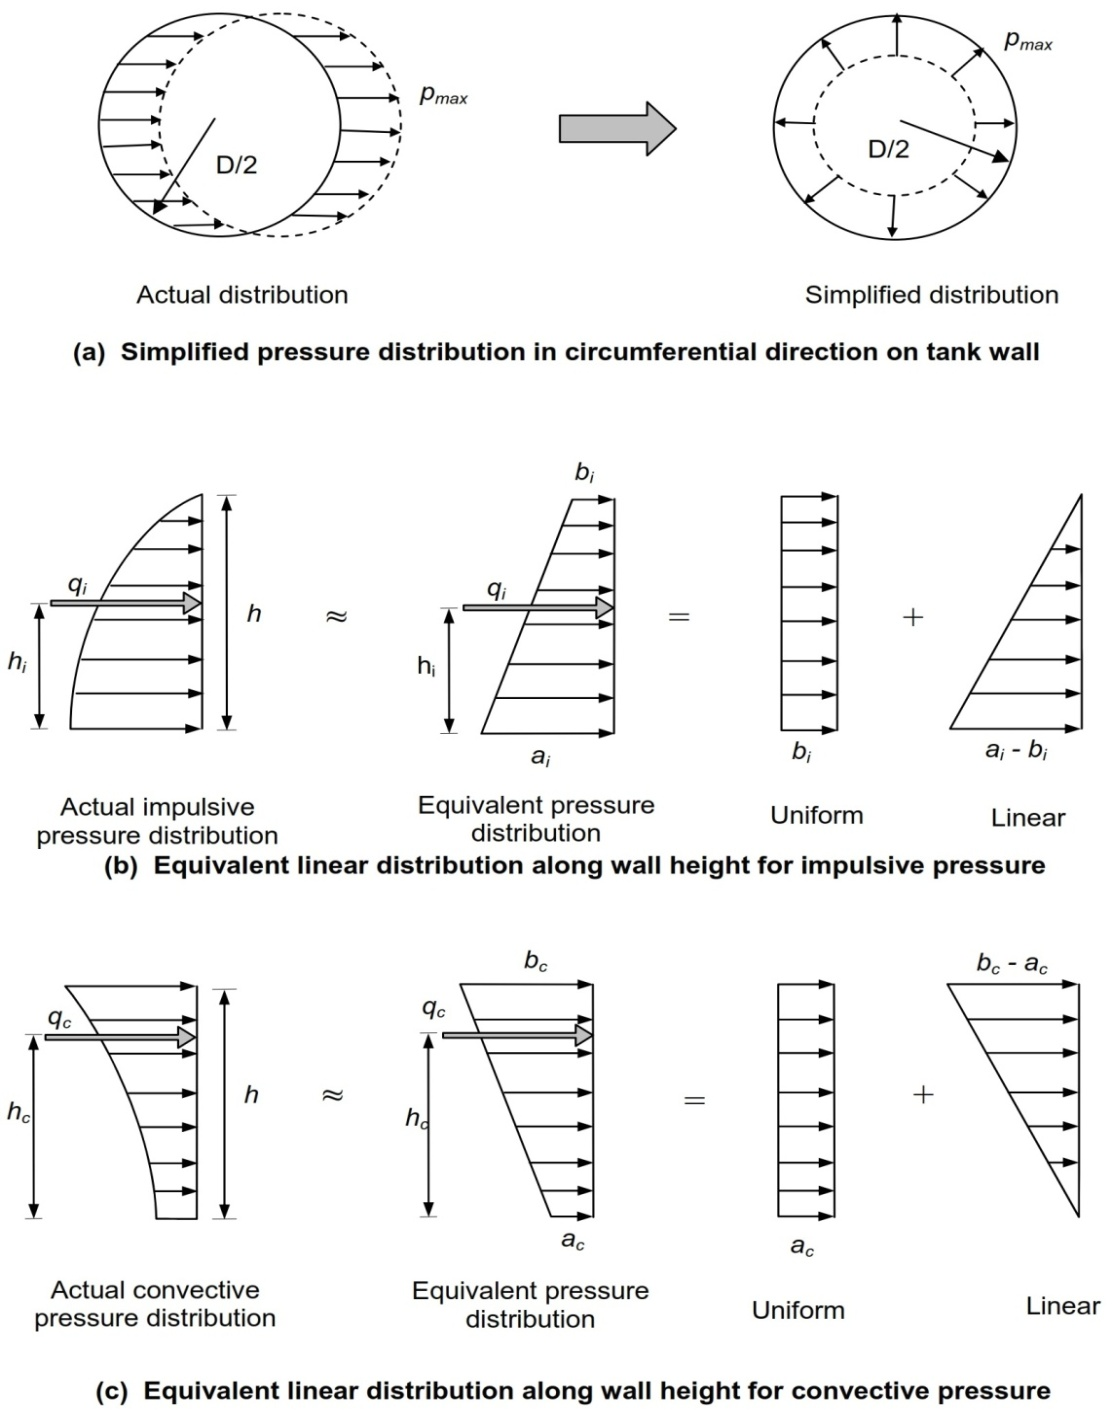 p_max
D/2
Actual distribution
p_max
D/2
Simplified distribution
(a) Simplified pressure distribution in circumferential direction on tank wall
q_i
h_i
h
Actual impulsive
pressure distribution
≈
b_i
q_i
h_i
a_i
Equivalent pressure
distribution
=
b_i
Uniform
+
a_i - b_i
Linear
(b) Equivalent linear distribution along wall height for impulsive pressure
q_c
h_c
h
Actual convective
pressure distribution
≈
b_c
q_c
h_c
a_c
Equivalent pressure
distribution
=
a_c
Uniform
+
b_c - a_c
Linear
(c) Equivalent linear distribution along wall height for convective pressure